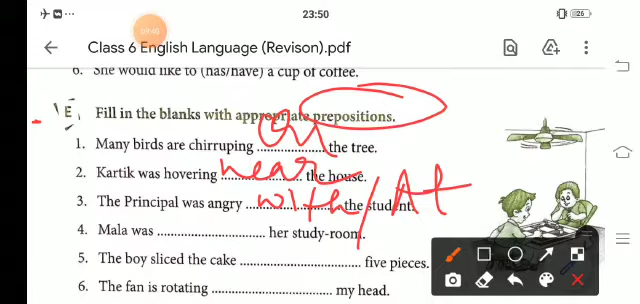 23:50
26
09:45
Class 6 English Language (Revison).pdf
6. She would like to (has/have) a cup of coffee.
E. Fill in the blanks with appropriate prepositions.
1. Many birds are chirruping .................. the tree.
On
2. Kartik was hovering .................. the house.
near
3. The Principal was angry .................. the student.
with/At
4. Mala was .................. her study-room.
5. The boy sliced the cake .................. five pieces.
6. The fan is rotating .................. my head.